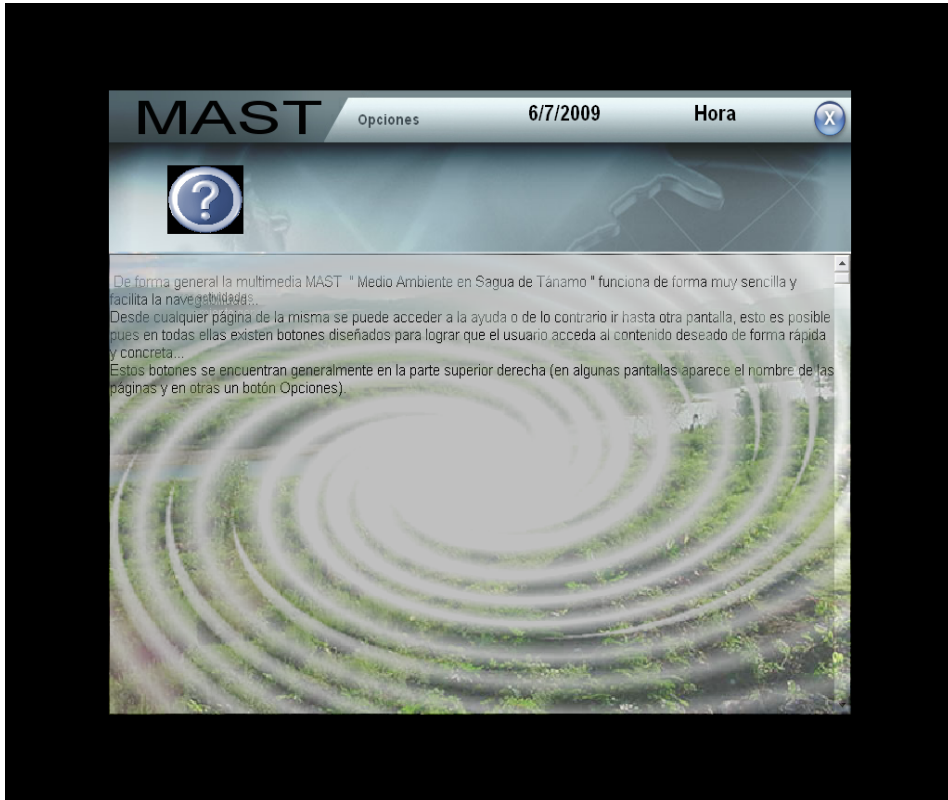 MAST
Opciones
6/7/2009
Hora
X
?
De forma general la multimedia MAST " Medio Ambiente en Sagua de Tánamo " funciona de forma muy sencilla y
facilita la
Desde cualquier página de la misma se puede acceder a la ayuda o de lo contrario ir hasta otra pantalla, esto es posible
pues en todas ellas existen botones diseñados para lograr que el usuario acceda al contenido deseado de forma rápida
y concreta...
Estos botones se encuentran generalmente en la parte superior derecha (en algunas pantallas aparece el nombre de las
páginas y en otras un botón Opciones).